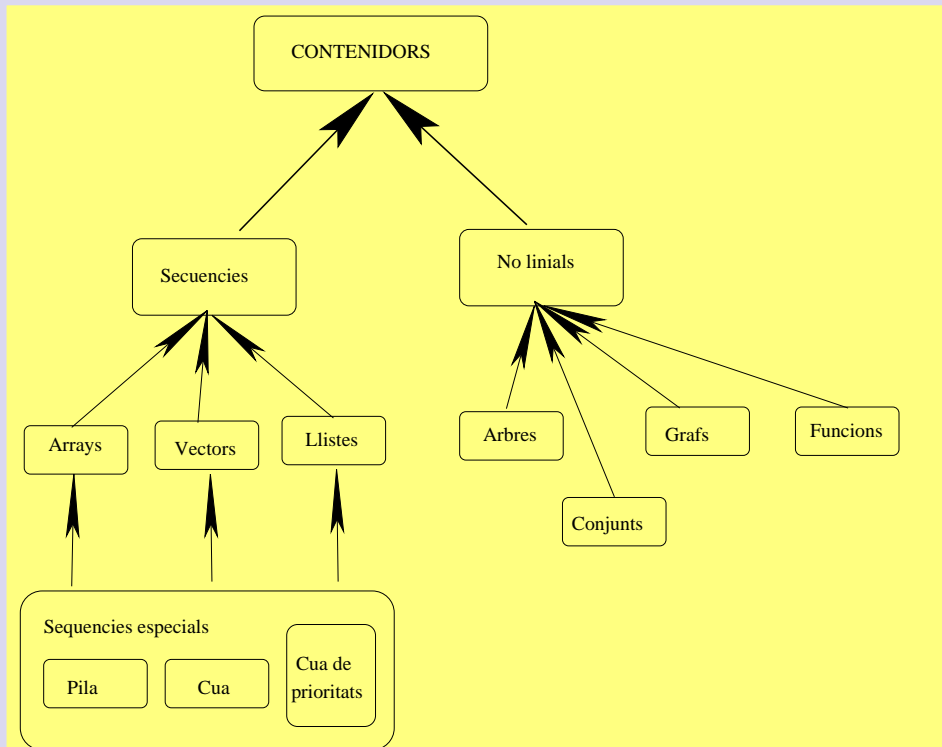 CONTENIDORS
Secuencies
No linials
Arrays
Vectors
Llistes
Arbres
Grafs
Funcions
Conjunts
Sequencies especials
Pila
Cua
Cua de
prioritats